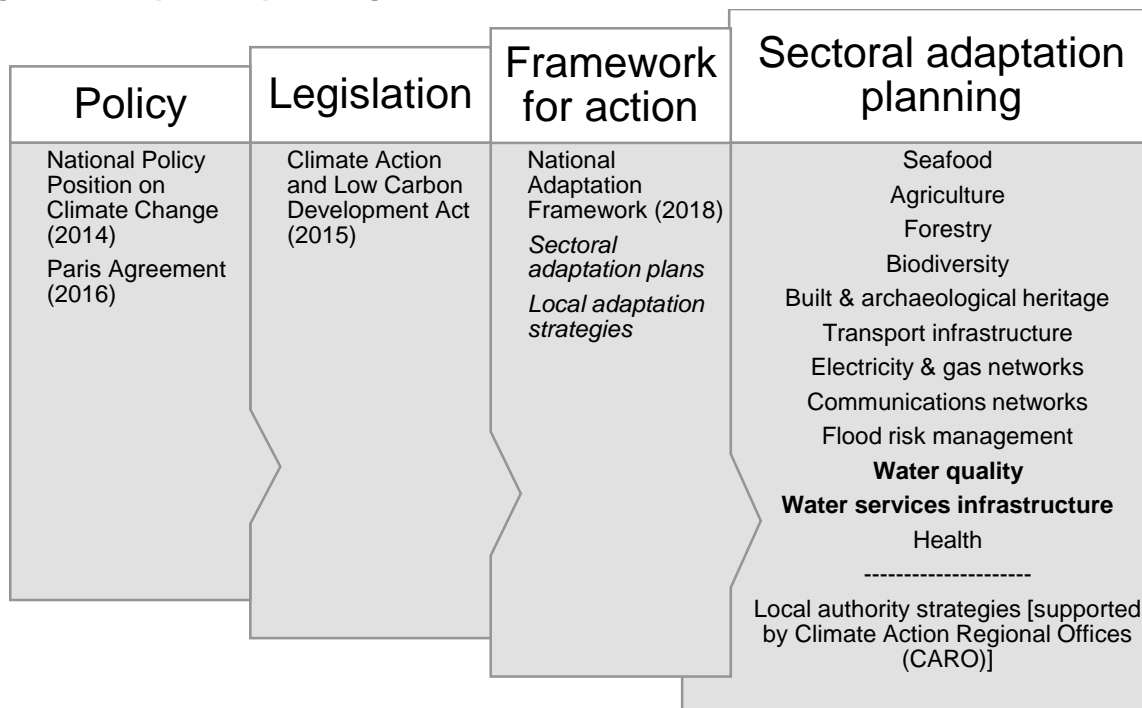 Policy
National Policy
Position on
Climate Change
(2014)
Paris Agreement
(2016)
Legislation
Climate Action
and Low Carbon
Development Act
(2015)
Framework
for action
National
Adaptation
Framework (2018)
Sectoral
adaptation plans
Local adaptation
strategies
Sectoral adaptation
planning
Seafood
Agriculture
Forestry
Biodiversity
Built & archaeological heritage
Transport infrastructure
Electricity & gas networks
Communications networks
Flood risk management
Water quality
Water services infrastructure
Health
---------------------
Local authority strategies [supported
by Climate Action Regional Offices
(CARO)]